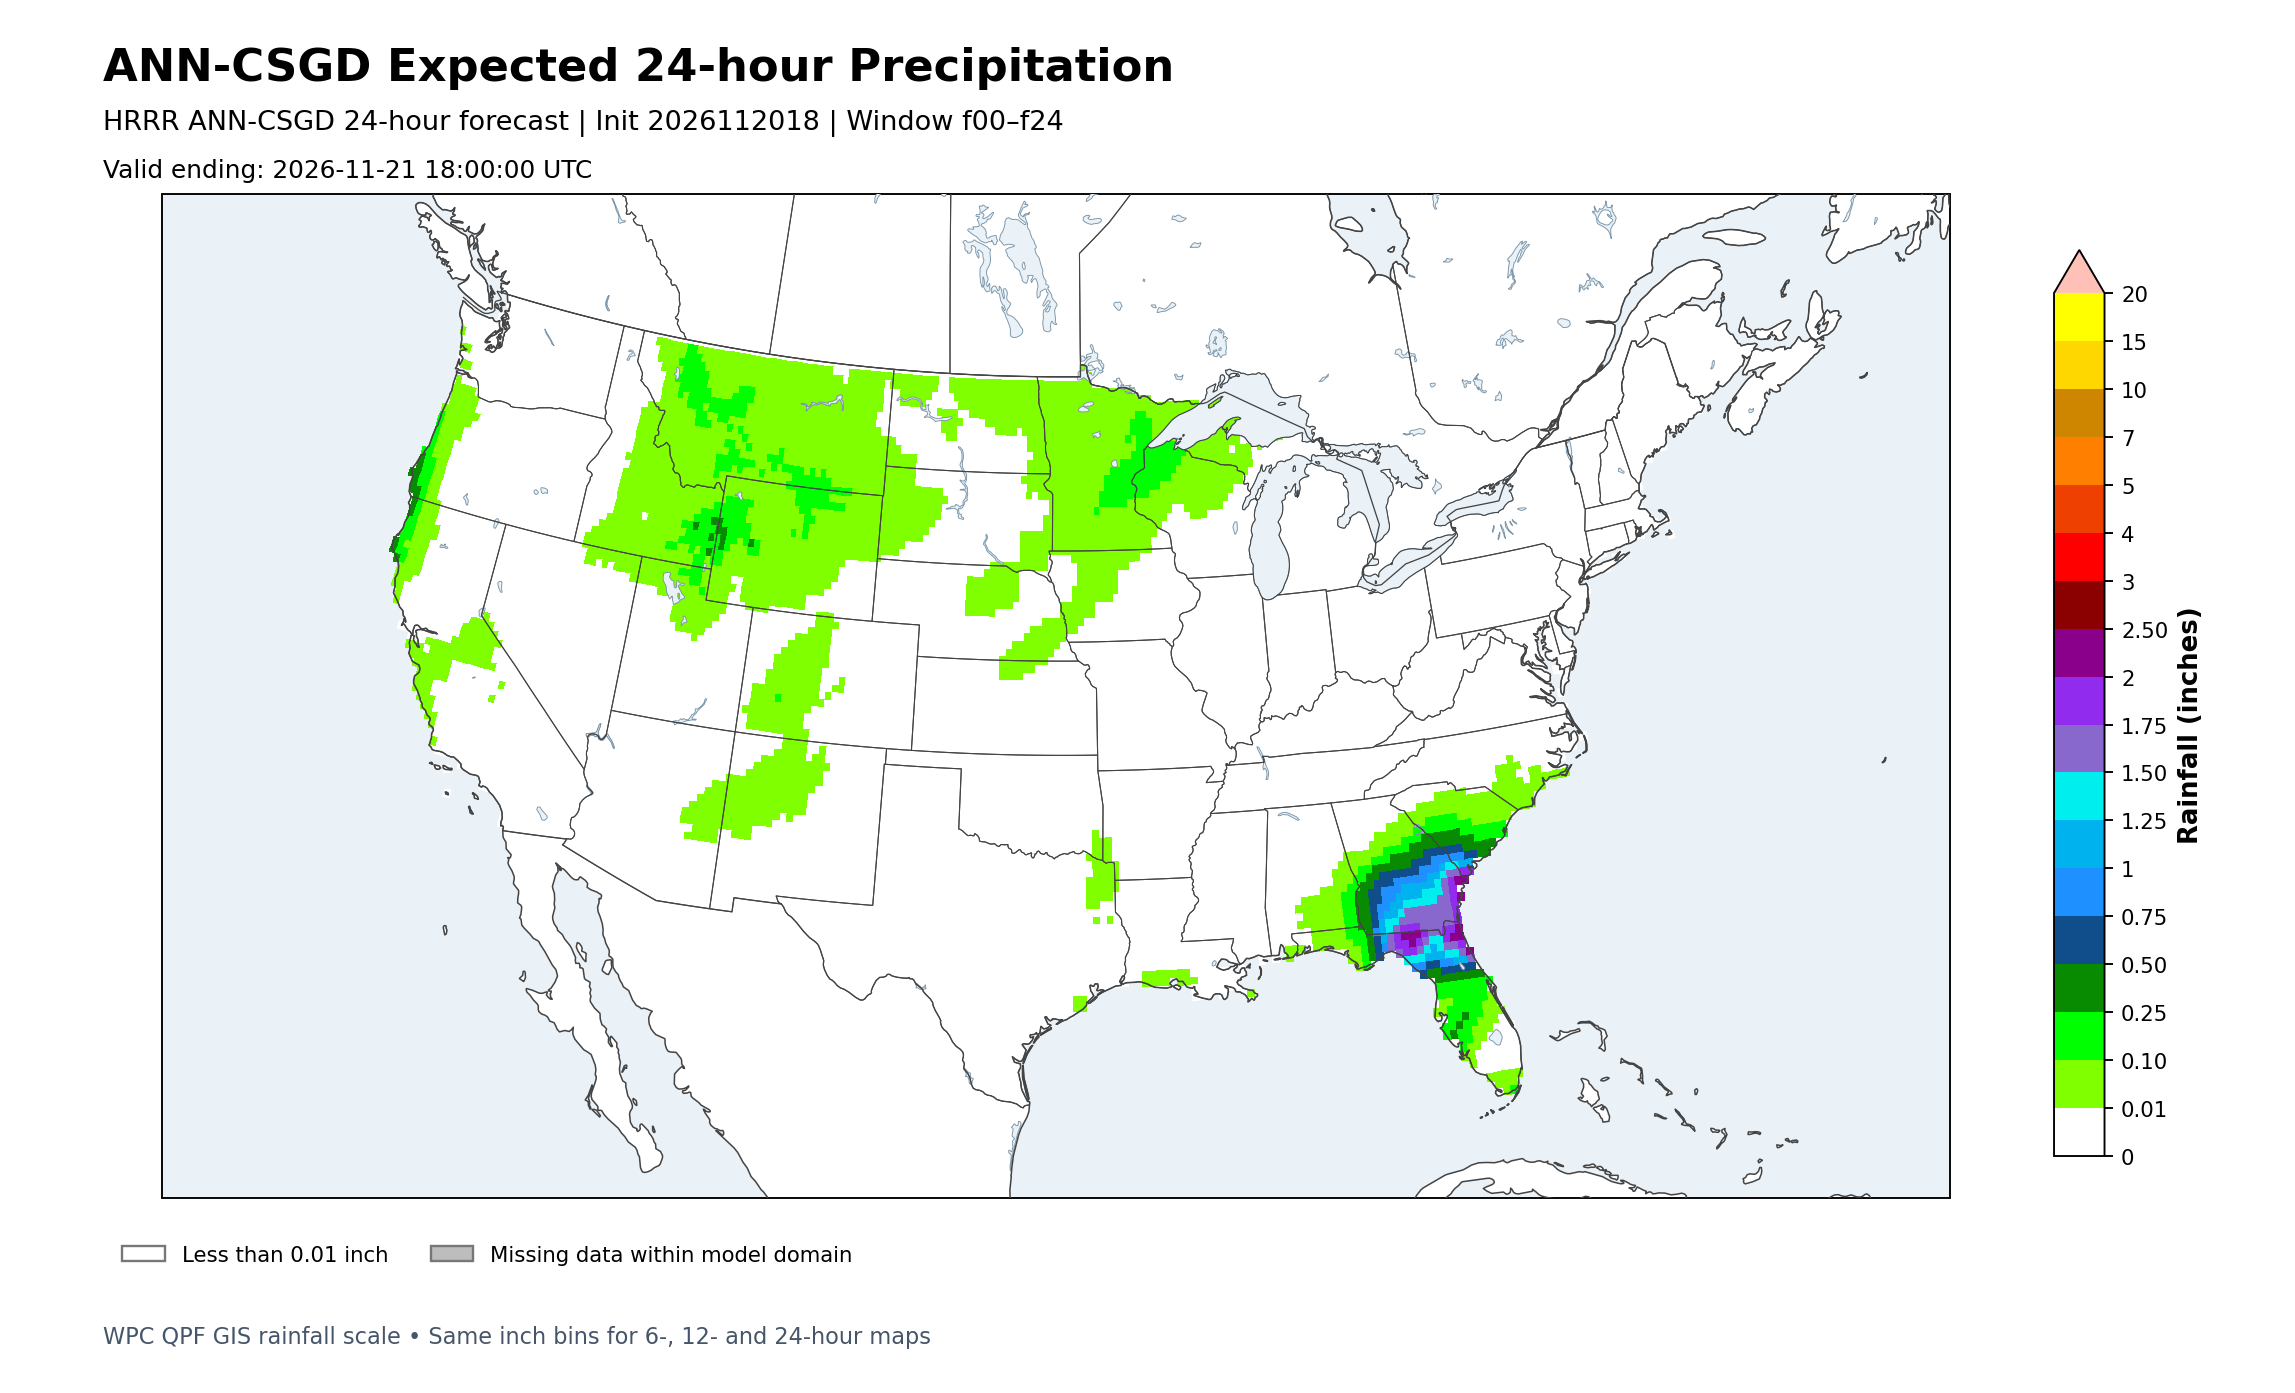 ANN-CSGD Expected 24-hour Precipitation
HRRR ANN-CSGD 24-hour forecast | Init 2026112018 | Window f00–f24
Valid ending: 2026-11-21 18:00:00 UTC
20
15
10
7
5
4
3
2.50
2
1.75
1.50
1.25
1
0.75
0.50
0.25
0.10
0.01
0
Rainfall (inches)
Less than 0.01 inch
Missing data within model domain
WPC QPF GIS rainfall scale • Same inch bins for 6-, 12- and 24-hour maps